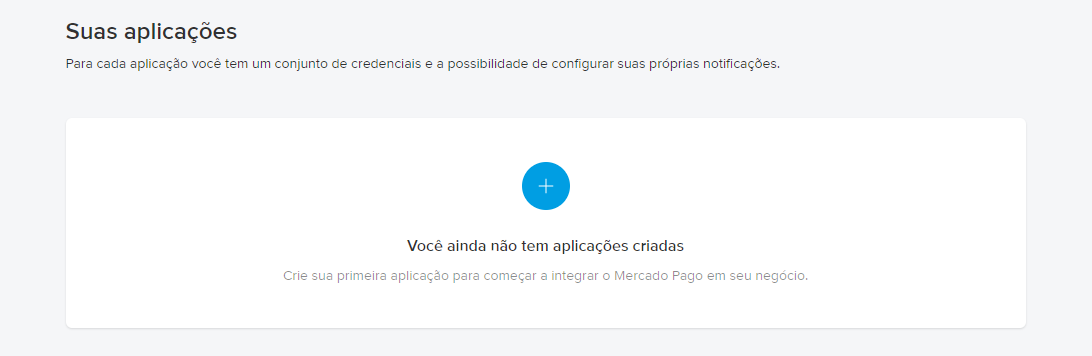 Suas aplicações
Para cada aplicação você tem um conjunto de credenciais e a possibilidade de configurar suas próprias notificações.
Você ainda não tem aplicações criadas
Crie sua primeira aplicação para começar a integrar o Mercado Pago em seu negócio.